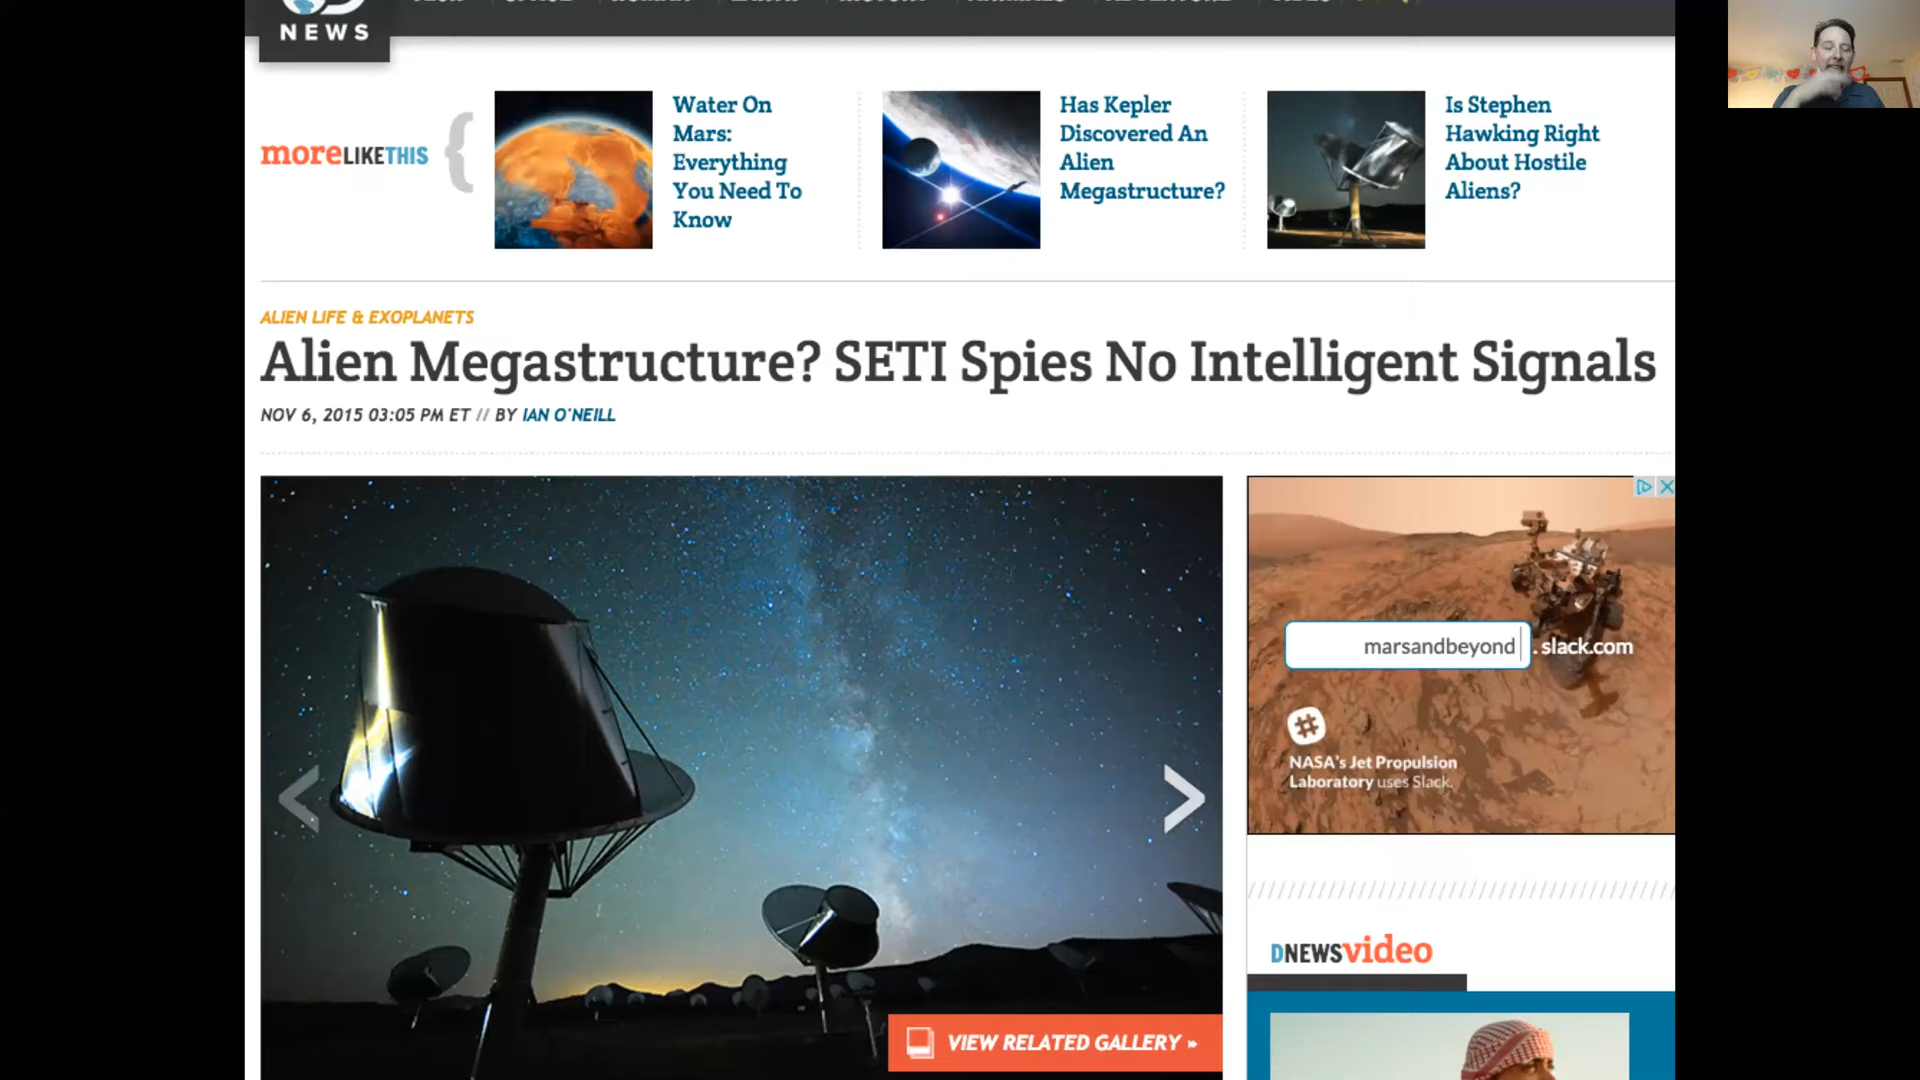 NEWS
moreLIKETHIS
Water On
Mars:
Everything
You Need To
Know
Has Kepler
Discovered An
Alien
Megastructure?
Is Stephen
Hawking Right
About Hostile
Aliens?
ALIEN LIFE & EXOPLANETS
Alien Megastructure? SETI Spies No Intelligent Signals
NOV 6, 2015 03:05 PM ET // BY IAN O'NEILL
marsandbeyond . slack.com
NASA's Jet Propulsion
Laboratory uses Slack.
DNEWSvideo
VIEW RELATED GALLERY »